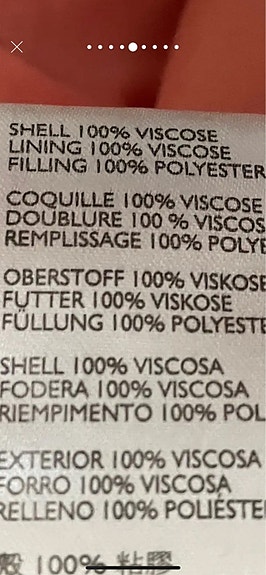 SHELL 100% VISCOSE
LINING 100% VISCOSE
FILLING 100% POLYESTER
COQUILLE 100% VISCOSE
DOUBLURE 100 % VISCOS
REMPLISSAGE 100% POLYE
OBERSTOFF 100% VISKOSE
FUTTER 100% VISKOSE
FÜLLUNG 100% POLYESTE
SHELL 100% VISCOSA
FODERA 100% VISCOSA
RIEMPIMENTO 100% POL
EXTERIOR 100% VISCOSA
FORRO 100% VISCOSA
RELLENO 100% POLIÉSTE
殼 100% 粘膠